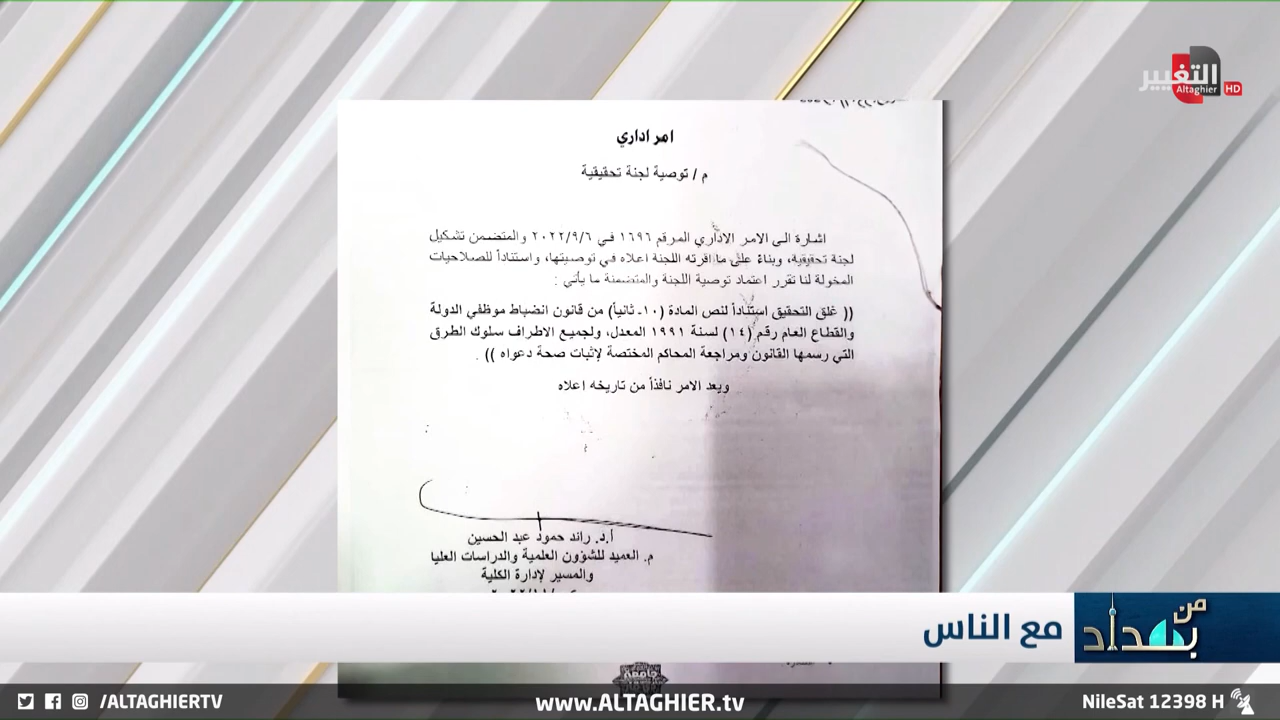 التغيير
Altaghier HD
امر اداري
م / توصية لجنة تحقيقية
اشارة الى الامر الاداري المرقم ١٦٩٦ في ٢٠٢٢/٩/٦ والمتضمن تشكيل
لجنة تحقيقية، وبناءً على ما اقرته اللجنة اعلاه في توصيتها، واستناداً للصلاحيات
المخولة لنا تقرر اعتماد توصية اللجنة والمتضمنة ما يأتي :
(( غلق التحقيق استناداً لنص المادة (١٠- ثانياً) من قانون انضباط موظفي الدولة
والقطاع العام رقم (١٤) لسنة ١٩٩١ المعدل، ولجميع الاطراف سلوك الطرق
التي رسمها القانون ومراجعة المحاكم المختصة لإثبات صحة دعواه )) .
ويعد الامر نافذاً من تاريخه اعلاه
أ.د. رائد حمود عبد الحسين
م. العميد للشؤون العلمية والدراسات العليا
والمسير لإدارة الكلية
من بغداد
مع الناس
جامعة
/ALTAGHIERTV
www.ALTAGHIER.tv
NileSat 12398 H